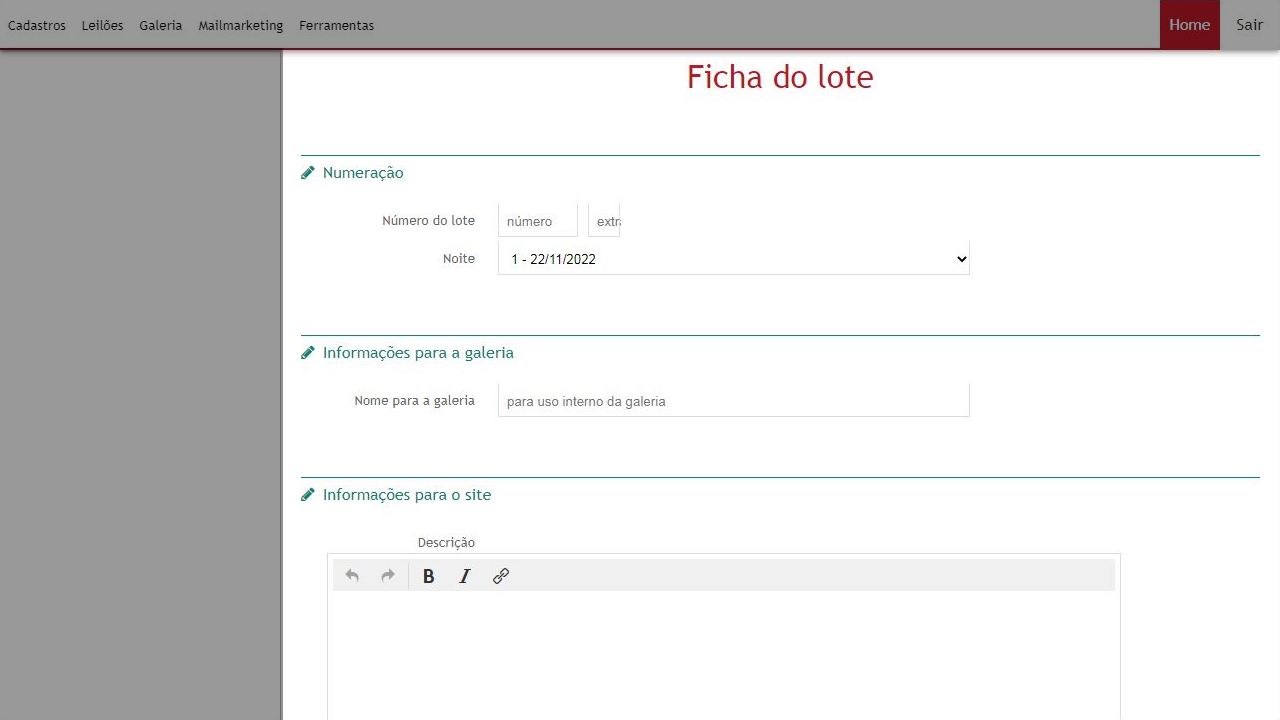 Cadastros Leilões Galeria Mailmarketing Ferramentas Home Sair
Ficha do lote
Numeração
Número do lote número extra
Noite 1 - 22/11/2022
Informações para a galeria
Nome para a galeria para uso interno da galeria
Informações para o site
Descrição
B I